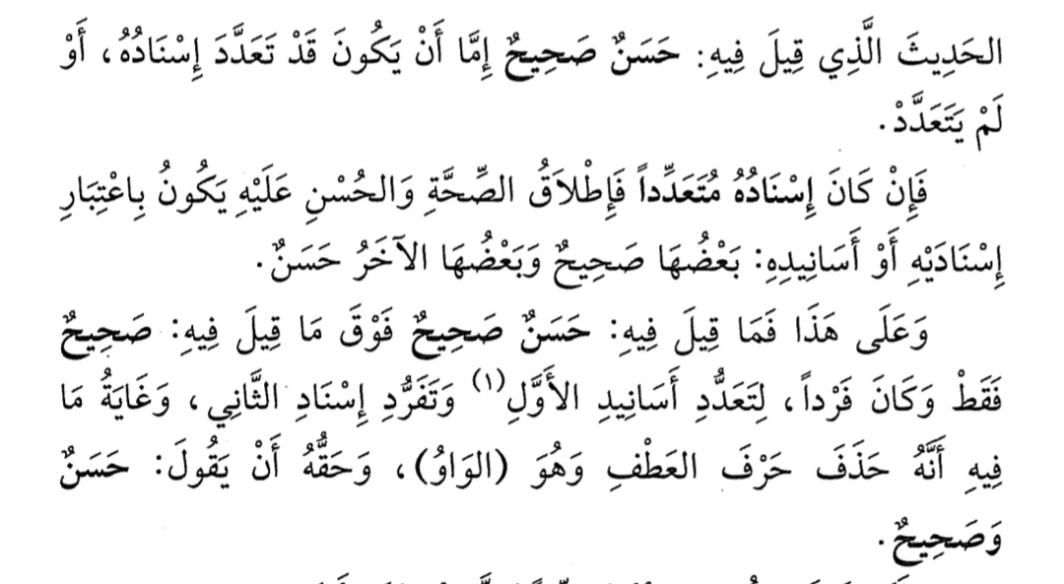 الحَدِيثَ الَّذِي قِيلَ فِيهِ: حَسَنٌ صَحِيحٌ إِمَّا أَنْ يَكُونَ قَدْ تَعَدَّدَ إِسْنَادُهُ، أَوْ
لَمْ يَتَعَدَّدْ.
فَإِنْ كَانَ إِسْنَادُهُ مُتَعَدِّداً فَإِطْلاَقُ الصِّحَّةِ وَالحُسْنِ عَلَيْهِ يَكُونُ بِاعْتِبَارِ
إِسْنَادَيْهِ أَوْ أَسَانِيدِهِ: بَعْضُهَا صَحِيحٌ وَبَعْضُهَا الآخَرُ حَسَنٌ.
وَعَلَى هَذَا فَمَا قِيلَ فِيهِ: حَسَنٌ صَحِيحٌ فَوْقَ مَا قِيلَ فِيهِ: صَحِيحٌ
فَقَطْ وَكَانَ فَرْداً، لِتَعَدُّدِ أَسَانِيدِ الأَوَّلِ(١) وَتَفَرُّدِ إِسْنَادِ الثَّانِي، وَغَايَةُ مَا
فِيهِ أَنَّهُ حَذَفَ حَرْفَ العَطْفِ وَهُوَ (الوَاوُ)، وَحَقُّهُ أَنْ يَقُولَ: حَسَنٌ
وَصَحِيحٌ.